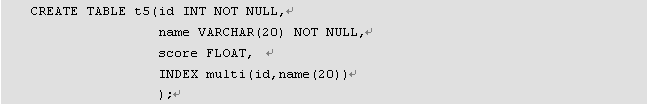 CREATE TABLE t5(id INT NOT NULL,↵
name VARCHAR(20) NOT NULL,↵
score FLOAT, ↵
INDEX multi(id,name(20))↵
);↵